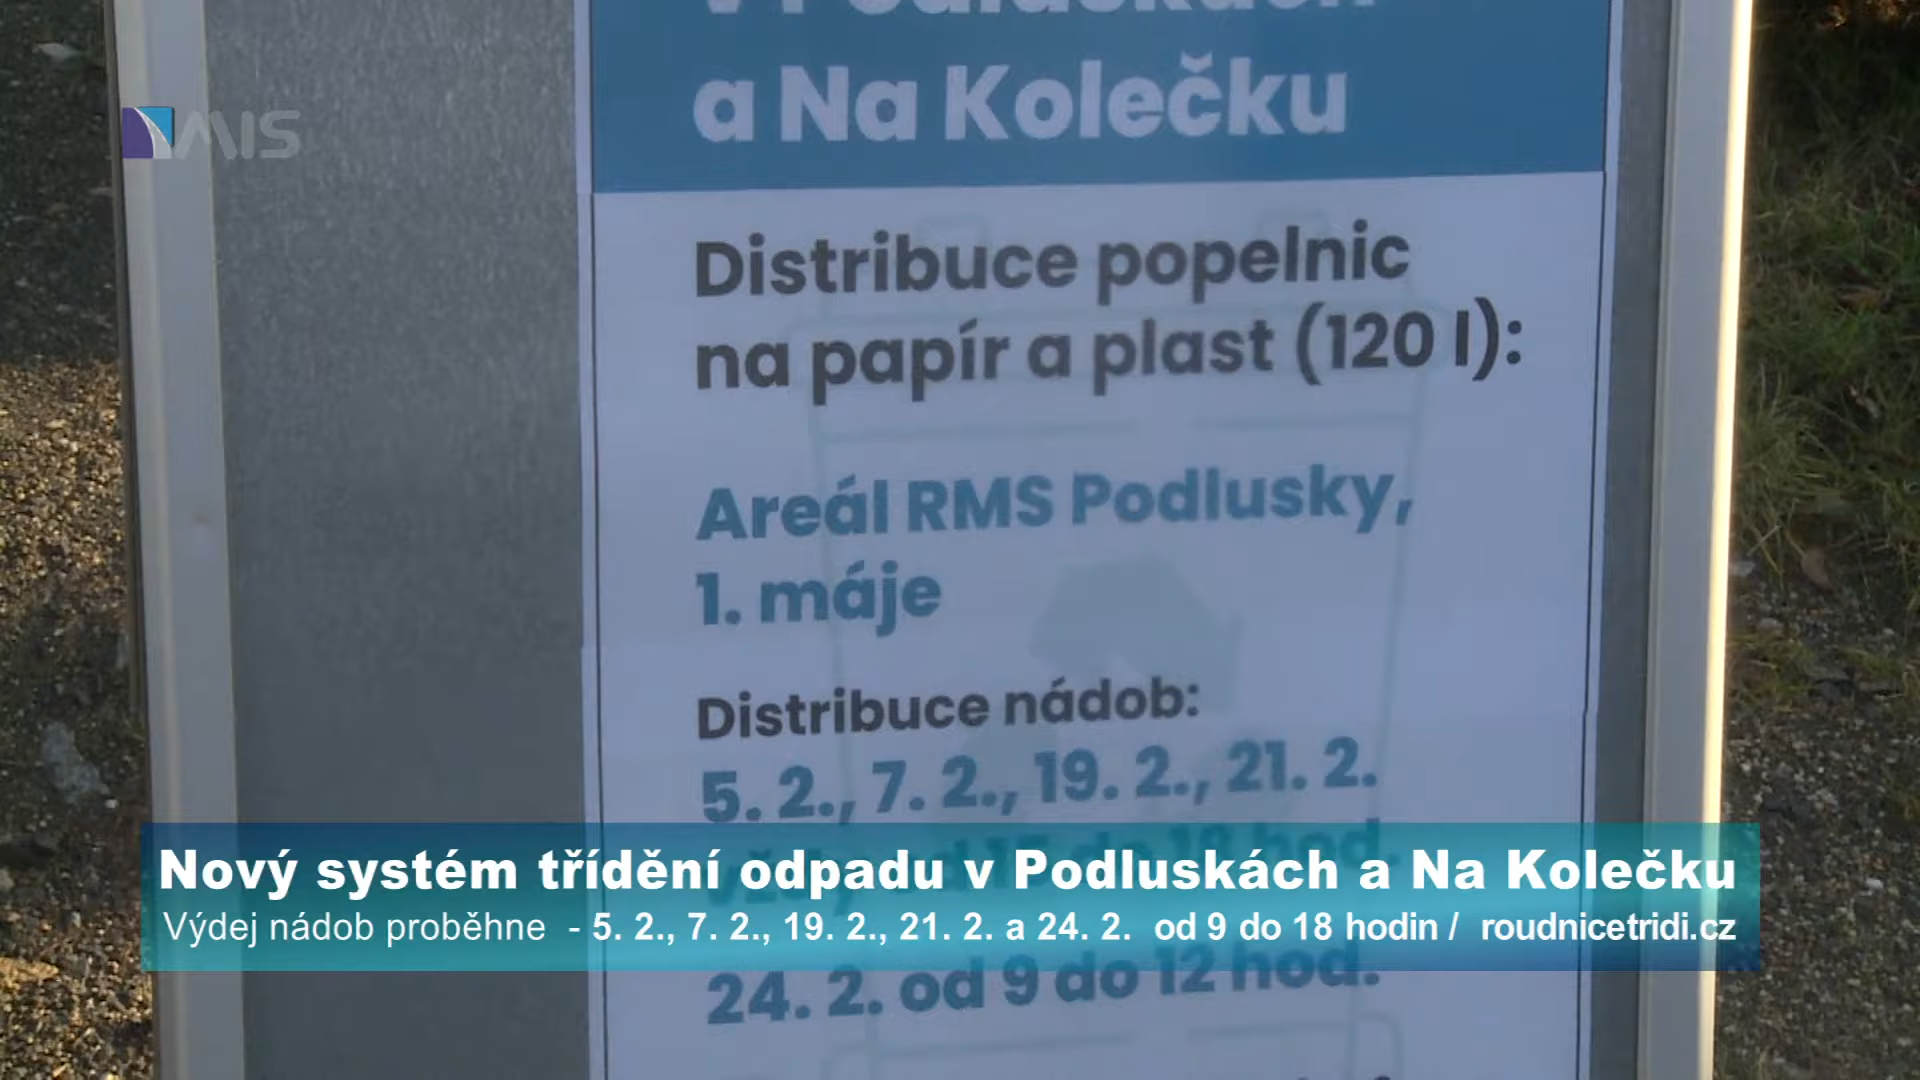 v Podluskách
a Na Kolečku
MIS
Distribuce popelnic
na papír a plast (120 l):
Areál RMS Podlusky,
1. máje
Distribuce nádob:
5. 2., 7. 2., 19. 2., 21. 2.
Nový systém třídění odpadu v Podluskách a Na Kolečku
Výdej nádob proběhne - 5. 2., 7. 2., 19. 2., 21. 2. a 24. 2. od 9 do 18 hodin / roudnicetridi.cz
24. 2. od 9 do 12 hod.